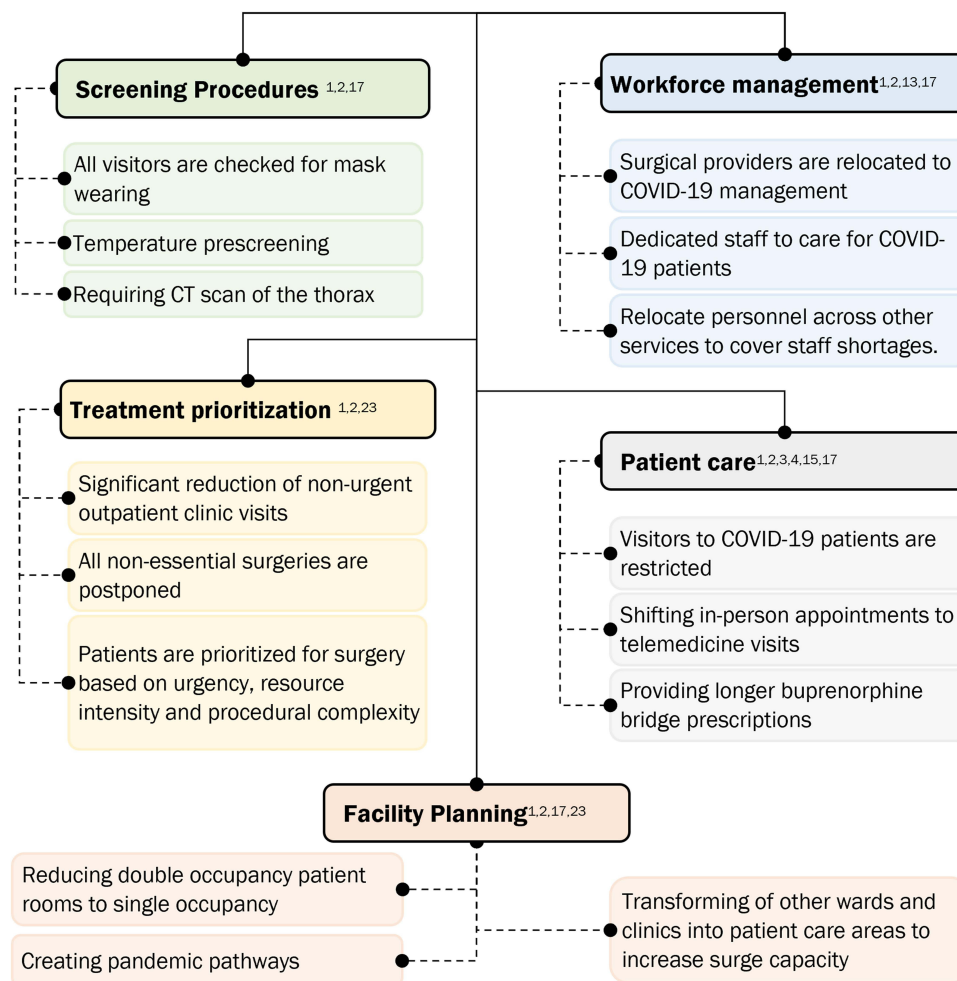 Screening Procedures 1,2,17
All visitors are checked for mask
wearing
Temperature prescreening
Requiring CT scan of the thorax
Workforce management1,2,13,17
Surgical providers are relocated to
COVID-19 management
Dedicated staff to care for COVID-
19 patients
Relocate personnel across other
services to cover staff shortages.
Treatment prioritization 1,2,23
Significant reduction of non-urgent
outpatient clinic visits
All non-essential surgeries are
postponed
Patients are prioritized for surgery
based on urgency, resource
intensity and procedural complexity
Patient care1,2,3,4,15,17
Visitors to COVID-19 patients are
restricted
Shifting in-person appointments to
telemedicine visits
Providing longer buprenorphine
bridge prescriptions
Facility Planning1,2,17,23
Reducing double occupancy patient
rooms to single occupancy
Creating pandemic pathways
Transforming of other wards and
clinics into patient care areas to
increase surge capacity